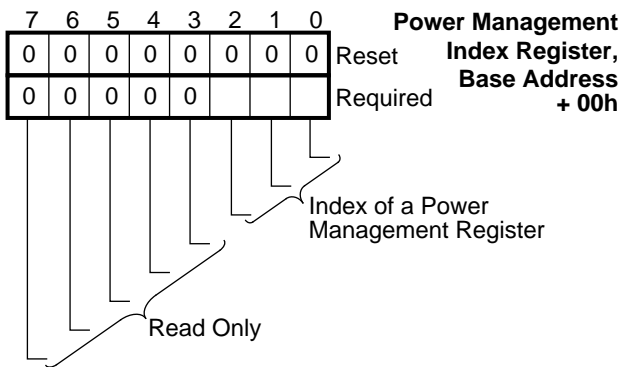 7 6 5 4 3 2 1 0
Power Management
Index Register,
Base Address
+ 00h
0 0 0 0 0 0 0 0 Reset
0 0 0 0 0 Required
Index of a Power
Management Register
Read Only